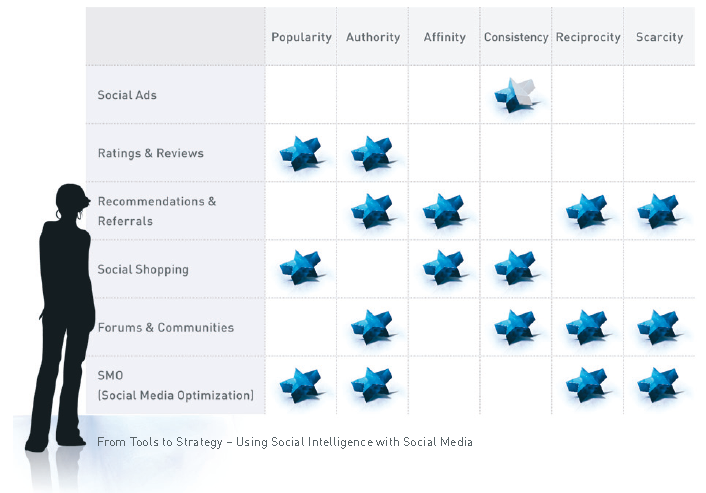 Popularity Authority Affinity Consistency Reciprocity Scarcity
Social Ads
Ratings & Reviews
Recommendations &
Referrals
Social Shopping
Forums & Communities
SMO
[Social Media Optimization]
From Tools to Strategy – Using Social Intelligence with Social Media